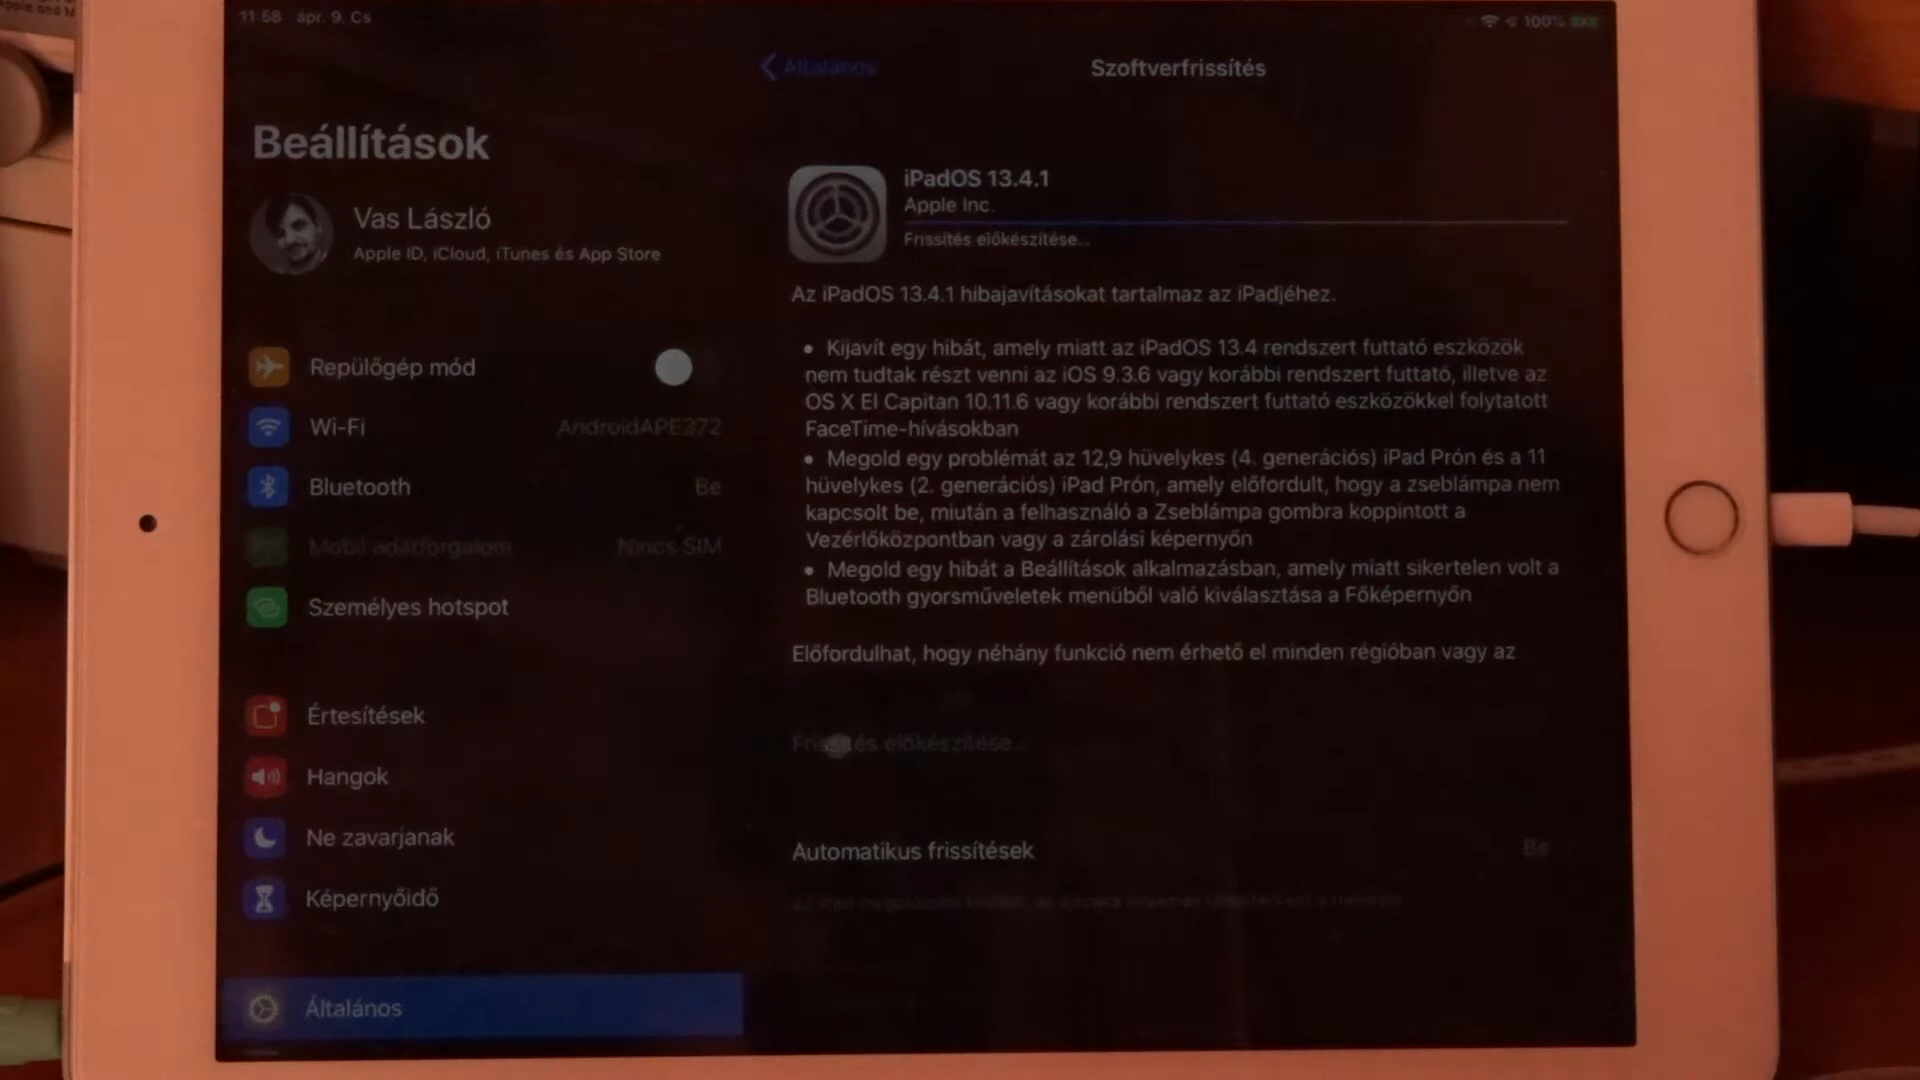 Apple and M
11:58 ápr. 9. Cs
100%
Általános
Szoftverfrissítés
Beállítások
Vas László
Apple ID, iCloud, iTunes és App Store
Repülőgép mód
Wi-Fi
AndroidAPE372
Bluetooth
Be
Mobil adatforgalom
Nincs SIM
Személyes hotspot
Értesítések
Hangok
Ne zavarjanak
Képernyőidő
Általános
iPadOS 13.4.1
Apple Inc.
Frissítés előkészítése...
Az iPadOS 13.4.1 hibajavításokat tartalmaz az iPadjéhez.
• Kijavít egy hibát, amely miatt az iPadOS 13.4 rendszert futtató eszközök
nem tudtak részt venni az iOS 9.3.6 vagy korábbi rendszert futtató, illetve az
OS X El Capitan 10.11.6 vagy korábbi rendszert futtató eszközökkel folytatott
FaceTime-hívásokban
• Megold egy problémát az 12,9 hüvelykes (4. generációs) iPad Prón és a 11
hüvelykes (2. generációs) iPad Prón, amely előfordult, hogy a zseblámpa nem
kapcsolt be, miután a felhasználó a Zseblámpa gombra koppintott a
Vezérlőközpontban vagy a zárolási képernyőn
• Megold egy hibát a Beállítások alkalmazásban, amely miatt sikertelen volt a
Bluetooth gyorsműveletek menüből való kiválasztása a Főképernyőn
Előfordulhat, hogy néhány funkció nem érhető el minden régióban vagy az
Frissítés előkészítése...
Automatikus frissítések
Be